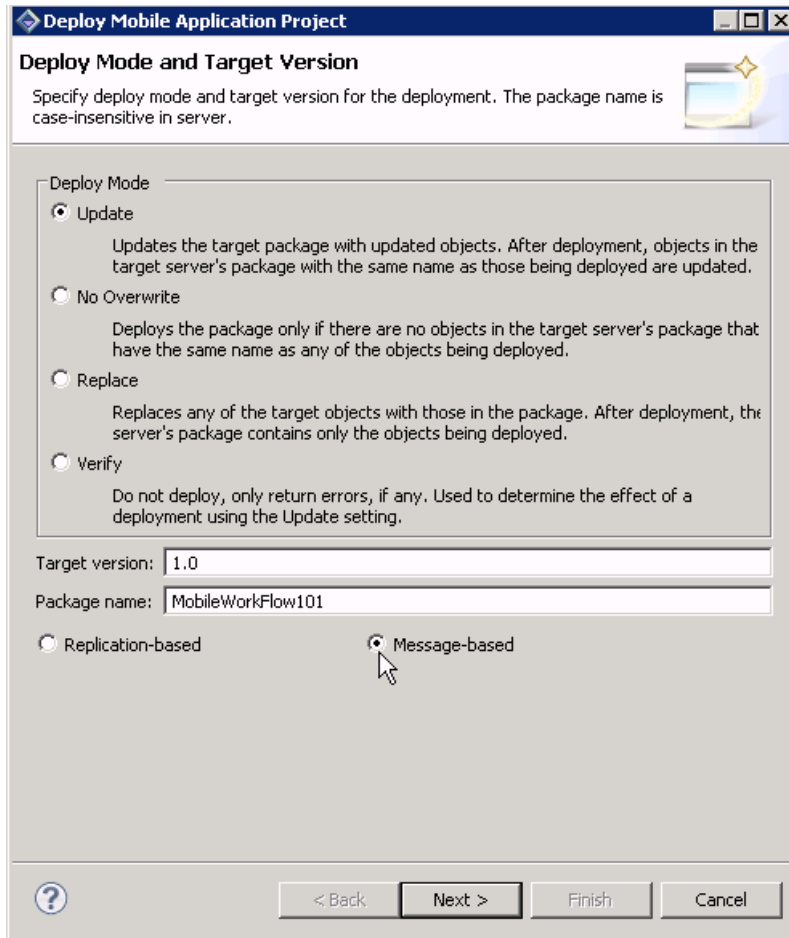 Deploy Mobile Application Project
Deploy Mode and Target Version
Specify deploy mode and target version for the deployment. The package name is
case-insensitive in server.
Deploy Mode
Update
Updates the target package with updated objects. After deployment, objects in the
target server's package with the same name as those being deployed are updated.
No Overwrite
Deploys the package only if there are no objects in the target server's package that
have the same name as any of the objects being deployed.
Replace
Replaces any of the target objects with those in the package. After deployment, the
server's package contains only the objects being deployed.
Verify
Do not deploy, only return errors, if any. Used to determine the effect of a
deployment using the Update setting.
Target version: 1.0
Package name: MobileWorkFlow101
Replication-based Message-based
? < Back Next > Finish Cancel